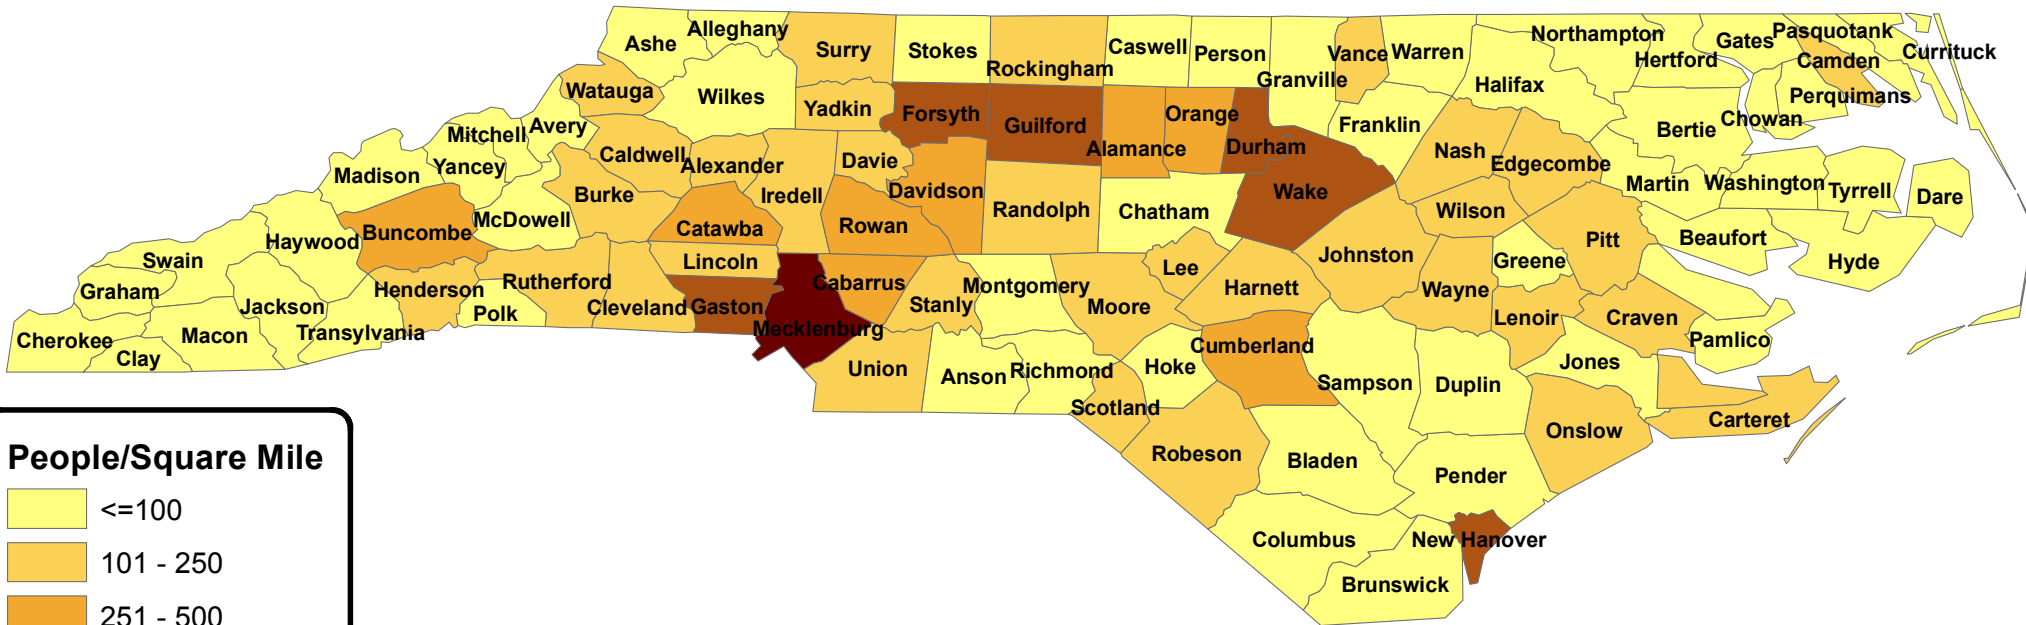 Ashe
Alleghany
Surry
Stokes
Rockingham
Caswell
Person
Granville
Vance
Warren
Northampton
Hertford
Gates
Pasquotank
Camden
Currituck
Watauga
Wilkes
Yadkin
Forsyth
Guilford
Alamance
Orange
Durham
Franklin
Halifax
Bertie
Chowan
Perquimans
Mitchell
Avery
Yancey
Madison
Caldwell
Alexander
Iredell
Davie
Davidson
Randolph
Chatham
Wake
Nash
Edgecombe
Martin
Washington
Tyrrell
Dare
Buncombe
McDowell
Burke
Catawba
Rowan
Wilson
Pitt
Beaufort
Hyde
Haywood
Swain
Graham
Jackson
Henderson
Rutherford
Lincoln
Cabarrus
Stanly
Montgomery
Moore
Lee
Harnett
Johnston
Wayne
Greene
Lenoir
Craven
Pamlico
Cherokee
Clay
Macon
Transylvania
Polk
Cleveland
Gaston
Mecklenburg
Union
Anson
Richmond
Scotland
Hoke
Cumberland
Sampson
Duplin
Jones
Onslow
Carteret
Robeson
Bladen
Pender
Columbus
Brunswick
New Hanover
People/Square Mile
<=100
101 - 250
251 - 500